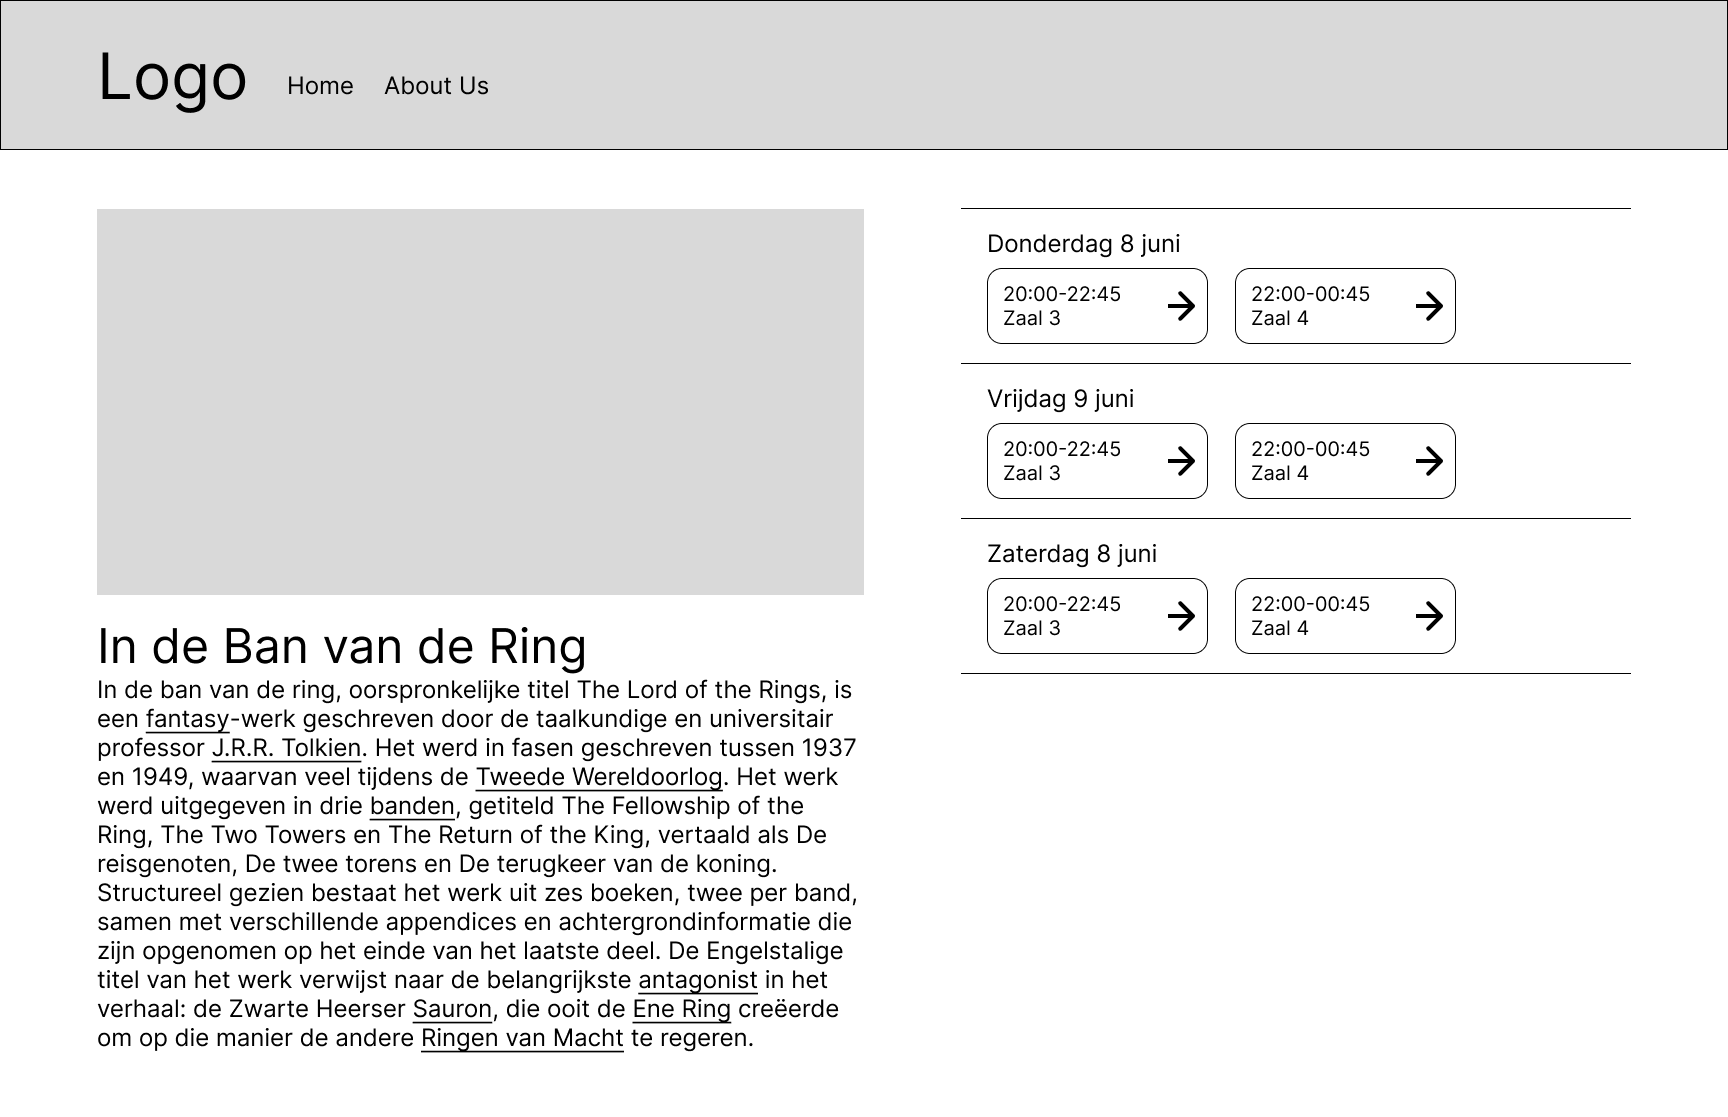 Logo
Home About Us
In de Ban van de Ring
In de ban van de ring, oorspronkelijke titel The Lord of the Rings, is
een fantasy-werk geschreven door de taalkundige en universitair
professor J.R.R. Tolkien. Het werd in fasen geschreven tussen 1937
en 1949, waarvan veel tijdens de Tweede Wereldoorlog. Het werk
werd uitgegeven in drie banden, getiteld The Fellowship of the
Ring, The Two Towers en The Return of the King, vertaald als De
reisgenoten, De twee torens en De terugkeer van de koning.
Structureel gezien bestaat het werk uit zes boeken, twee per band,
samen met verschillende appendices en achtergrondinformatie die
zijn opgenomen op het einde van het laatste deel. De Engelstalige
titel van het werk verwijst naar de belangrijkste antagonist in het
verhaal: de Zwarte Heerser Sauron, die ooit de Ene Ring creëerde
om op die manier de andere Ringen van Macht te regeren.
Donderdag 8 juni
20:00-22:45
Zaal 3
22:00-00:45
Zaal 4
Vrijdag 9 juni
20:00-22:45
Zaal 3
22:00-00:45
Zaal 4
Zaterdag 8 juni
20:00-22:45
Zaal 3
22:00-00:45
Zaal 4